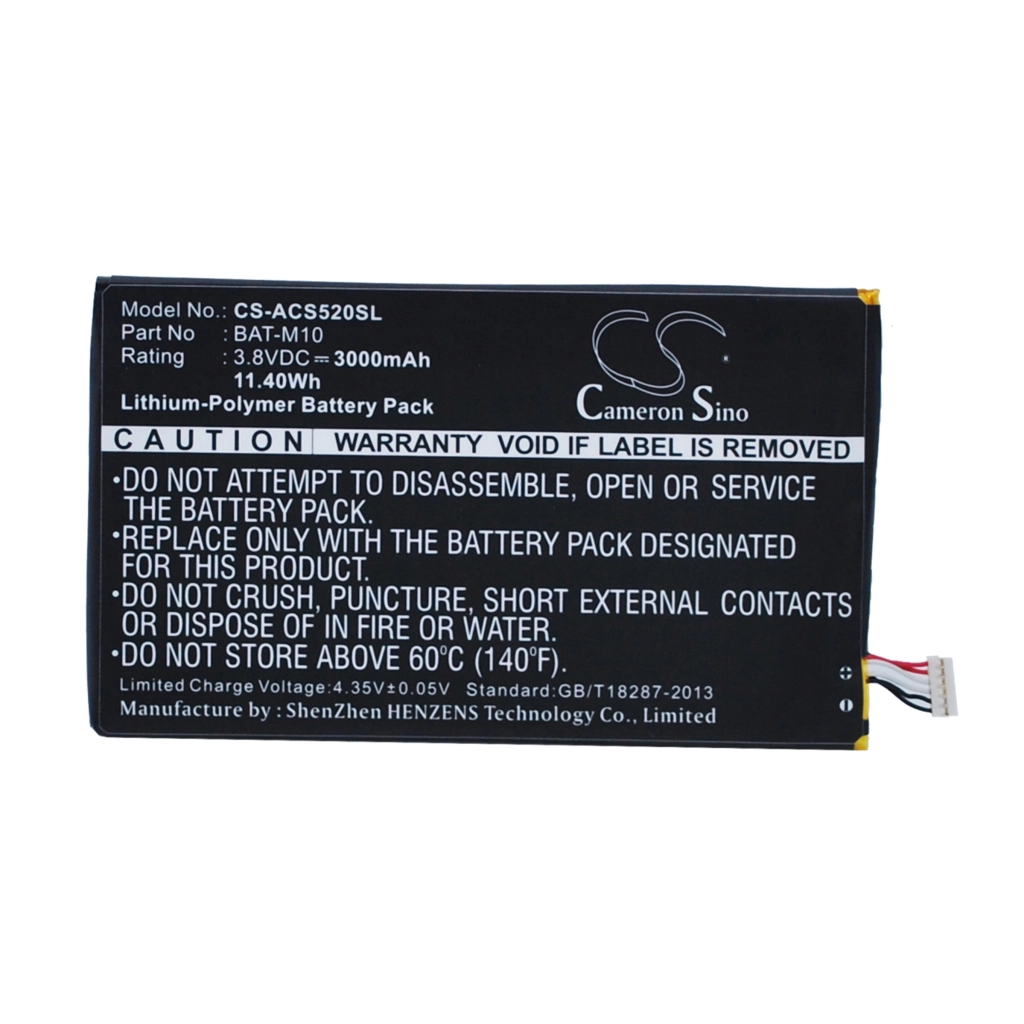 Model No.: CS-ACS520SL
Part No : BAT-M10
Rating : 3.8VDC⎓3000mAh
11.40Wh
Lithium-Polymer Battery Pack
CS
Cameron Sino
CAUTION WARRANTY VOID IF LABEL IS REMOVED
•DO NOT ATTEMPT TO DISASSEMBLE, OPEN OR SERVICE
THE BATTERY PACK.
•REPLACE ONLY WITH THE BATTERY PACK DESIGNATED
FOR THIS PRODUCT.
•DO NOT CRUSH, PUNCTURE, SHORT EXTERNAL CONTACTS
OR DISPOSE OF IN FIRE OR WATER.
•DO NOT STORE ABOVE 60°C (140°F).
Limited Charge Voltage:4.35V±0.05V Standard:GB/T18287-2013
Manufacture by : ShenZhen HENZENS Technology Co., Limited
+
-